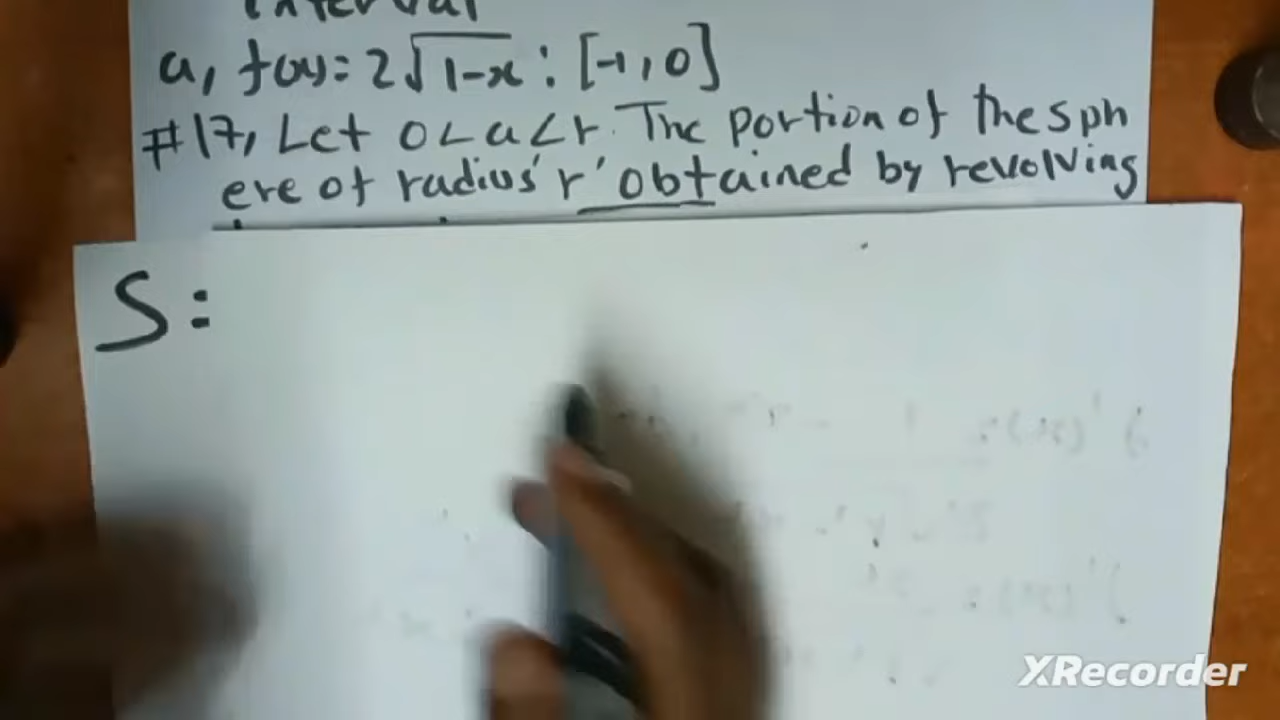 interval
a, f(x)= 2√1-x : [-1, 0]
#17, Let 0<a<r. The portion of the sph
ere of radius 'r' obtained by revolving
S:
XRecorder